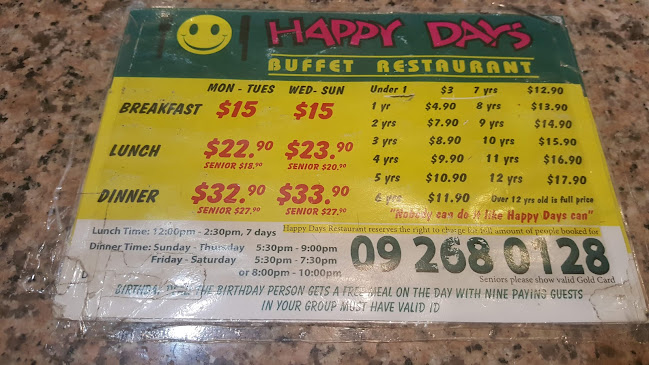 HAPPY DAYS
BUFFET RESTAURANT
MON - TUES WED- SUN
BREAKFAST $15 $15
LUNCH $22.90 $23.90
SENIOR $18.90 SENIOR $20.90
DINNER $32.90 $33.90
SENIOR $27.90 SENIOR $27.90
Under 1 $3 7 yrs $12.90
1 yr $4.90 8 yrs $13.90
2 yrs $7.90 9 yrs $14.90
3 yrs $8.90 10 yrs $15.90
4 yrs $9.90 11 yrs $16.90
5 yrs $10.90 12 yrs $17.90
6 yrs $11.90 Over 12 yrs old is full price
"Nobody can do it like Happy Days can"
Happy Days Restaurant reserves the right to charge for full amount of people booked for
Lunch Time: 12:00pm - 2:30pm, 7 days
Dinner Time: Sunday - Thursday 5:30pm - 9:00pm
Friday - Saturday 5:30pm - 7:30pm
or 8:00pm - 10:00pm
09 268 0128
Seniors please show valid Gold Card
BIRTHDAY THE BIRTHDAY PERSON GETS A FREE MEAL ON THE DAY WITH NINE PAYING GUESTS
IN YOUR GROUP MUST HAVE VALID ID